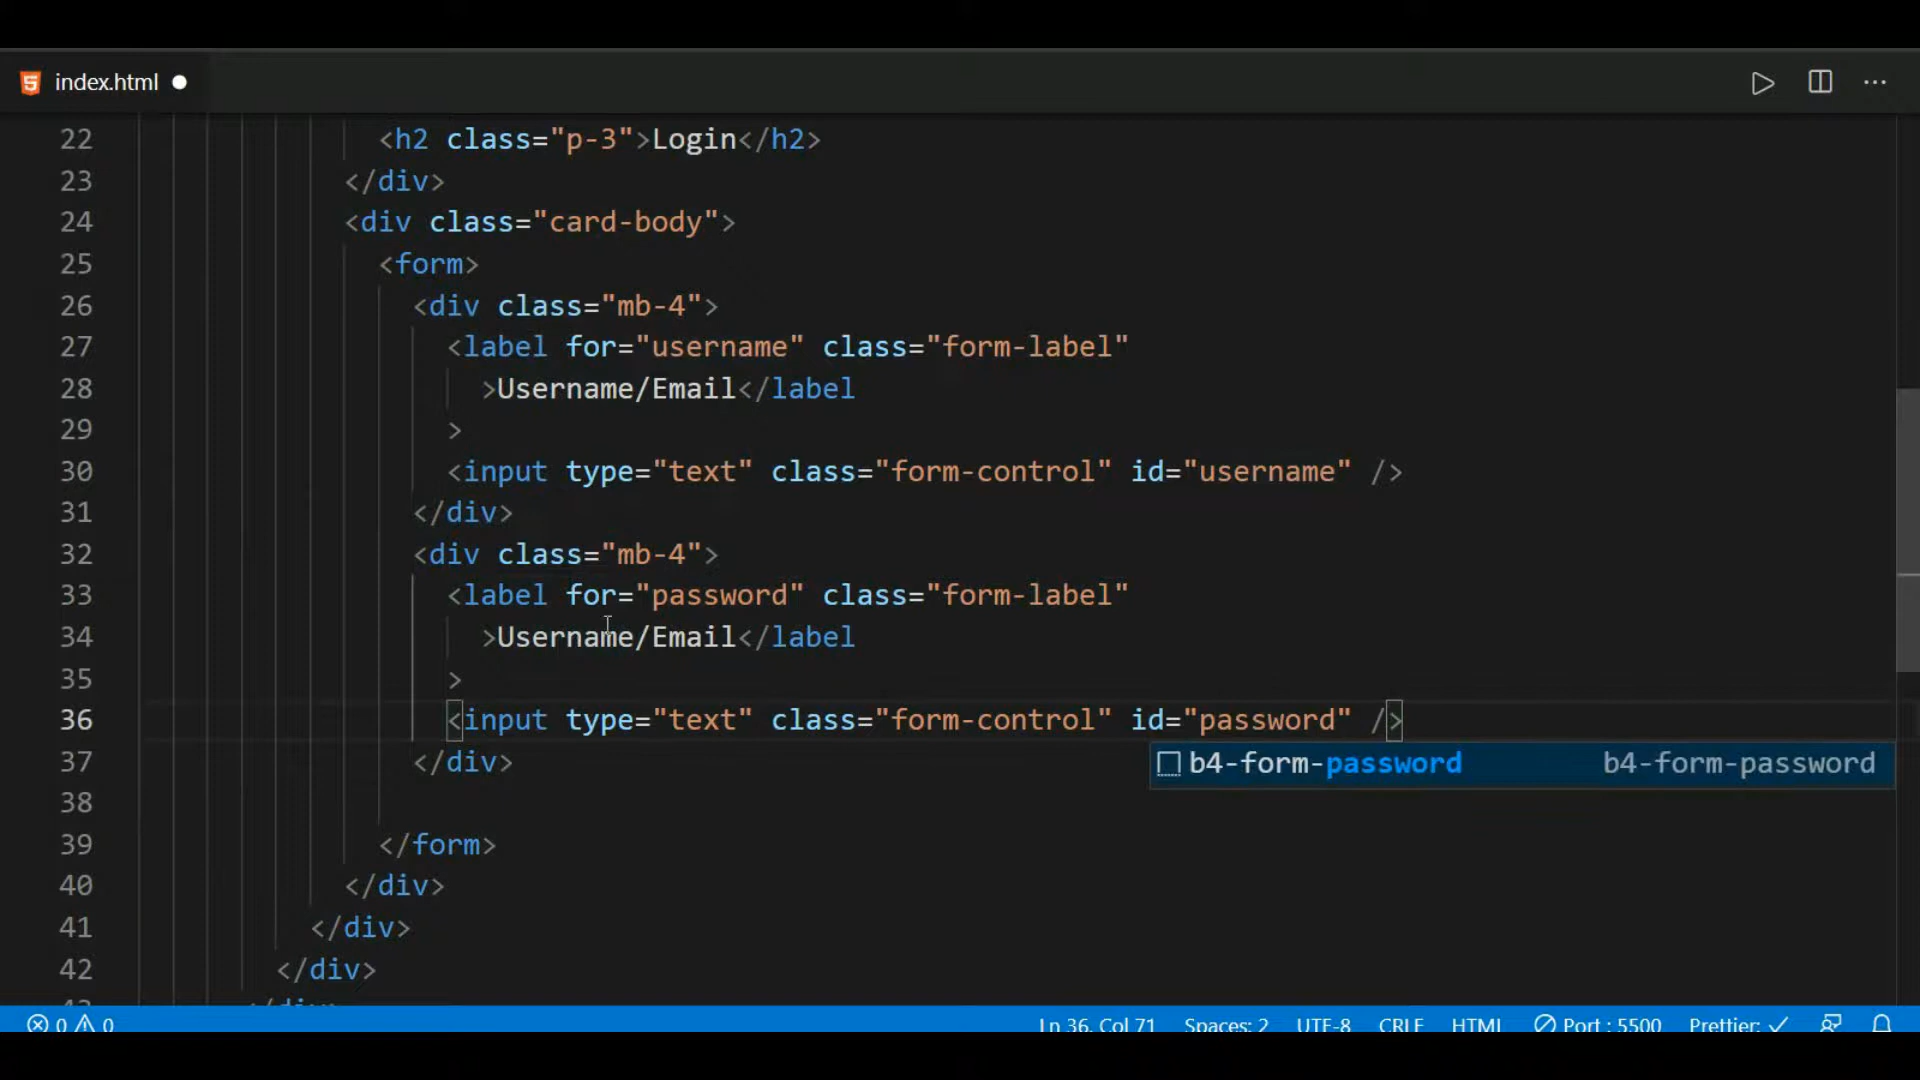 index.html
22 <h2 class="p-3">Login</h2>
23 </div>
24 <div class="card-body">
25 <form>
26 <div class="mb-4">
27 <label for="username" class="form-label"
28 >Username/Email</label
29 >
30 <input type="text" class="form-control" id="username" />
31 </div>
32 <div class="mb-4">
33 <label for="password" class="form-label"
34 >Username/Email</label
35 >
36 <input type="text" class="form-control" id="password" />
37 </div>
b4-form-password b4-form-password
38
39 </form>
40 </div>
41 </div>
42 </div>
43 </div>
0 0 Ln 36, Col 71 Spaces: 2 UTF-8 CRLF HTML Port : 5500 Prettier: ✓